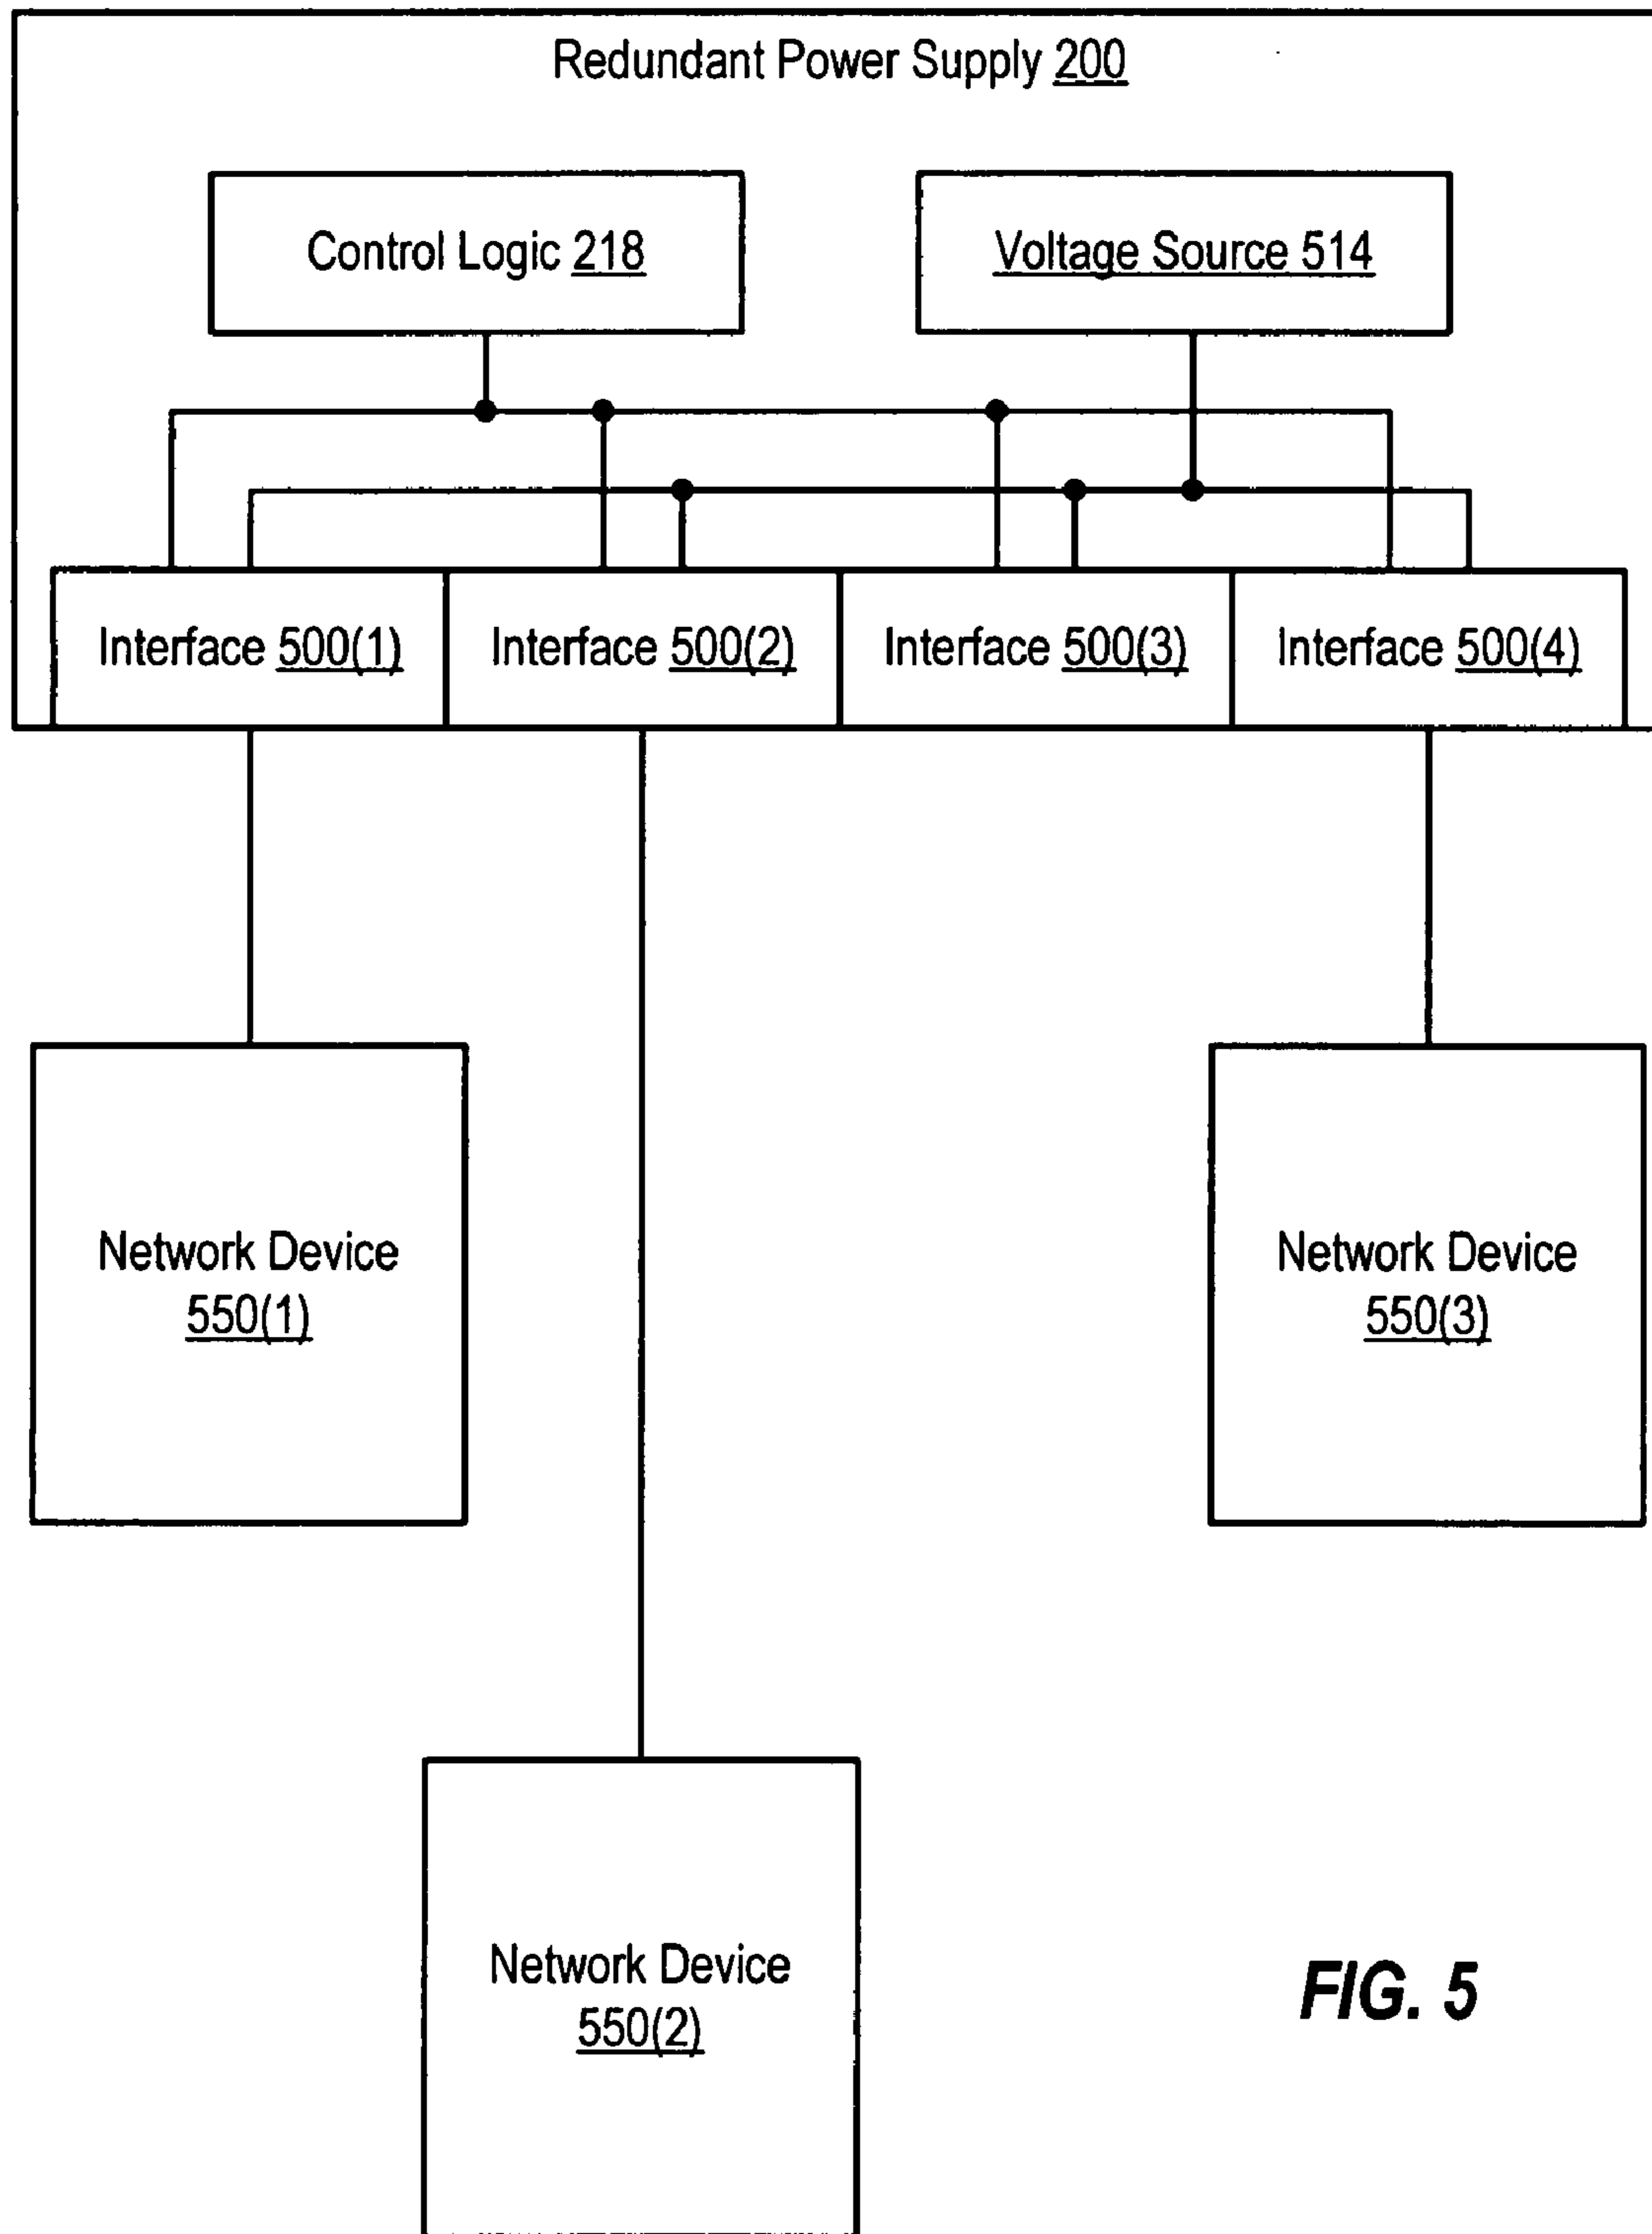 Redundant Power Supply 200
Control Logic 218
Voltage Source 514
Interface 500(1)
Interface 500(2)
Interface 500(3)
Interface 500(4)
Network Device
550(1)
Network Device
550(3)
Network Device
550(2)
FIG. 5